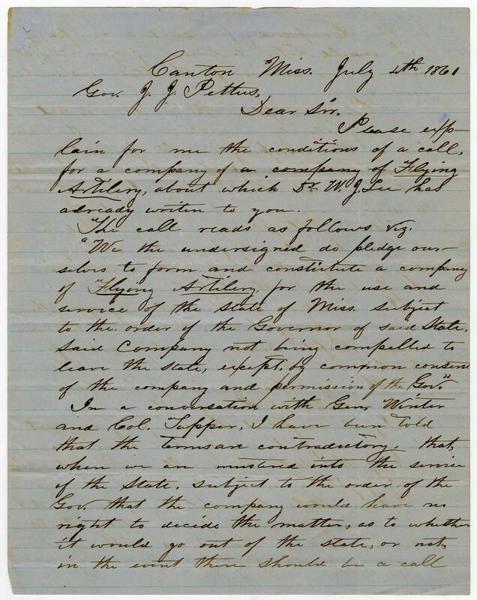 Canton Miss. July 4th 1861
Gov. J. J. Pettus,
Dear Sir.
Please exp-
lain for me the conditions of a call,
for a company of a company of Flying
Artilery, about which Dr. W J Lee has
already writen to you.
The call reads as follows viz.
"We the undersigned do pledge our-
selvs to form and constitute a company
of Flying Artilery for the use and
service of the state of Miss. subject
to the order of the Governor of said State,
said Company not being compelled to
leave the state, except, by common consent
of the company and permission of the Gov."
In a conversation with Genr Winter
and Col. Tupper, I have been told
that the terms are contradictory, that
when we are mustered into the service
of the State, subject to the order of the
Gov. that the company would have no
right to decide the matter, as to whether
it would go out of the state, or not,
in the event there should be a call